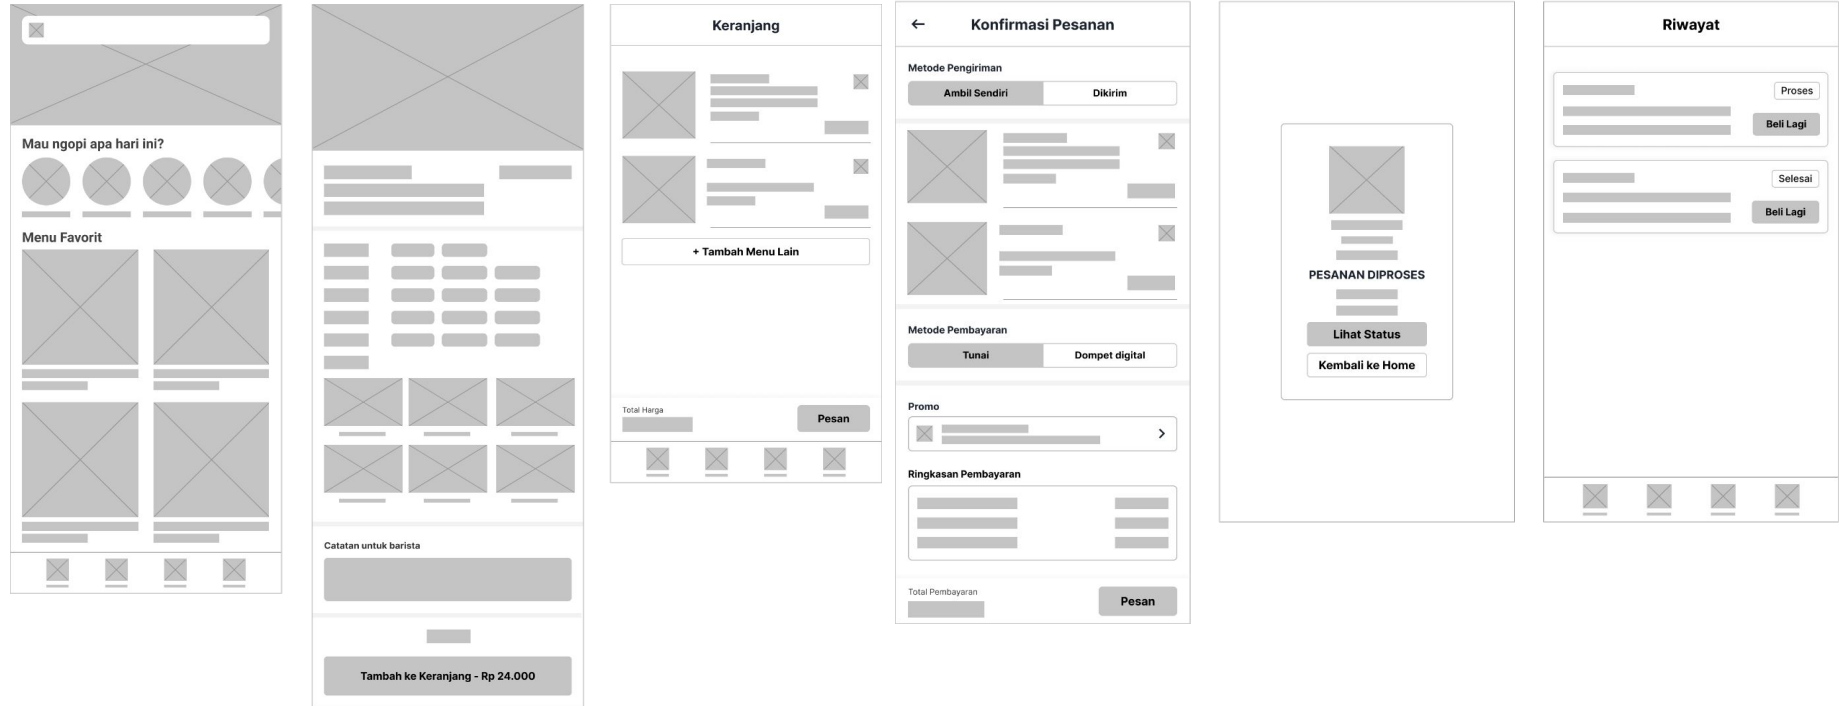 Mau ngopi apa hari ini?
Menu Favorit
Catatan untuk barista
Tambah ke Keranjang - Rp 24.000
Keranjang
+ Tambah Menu Lain
Total Harga
Pesan
Konfirmasi Pesanan
Metode Pengiriman
Ambil Sendiri
Dikirim
Metode Pembayaran
Tunai
Dompet digital
Promo
Ringkasan Pembayaran
Total Pembayaran
Pesan
PESANAN DIPROSES
Lihat Status
Kembali ke Home
Riwayat
Proses
Beli Lagi
Selesai
Beli Lagi